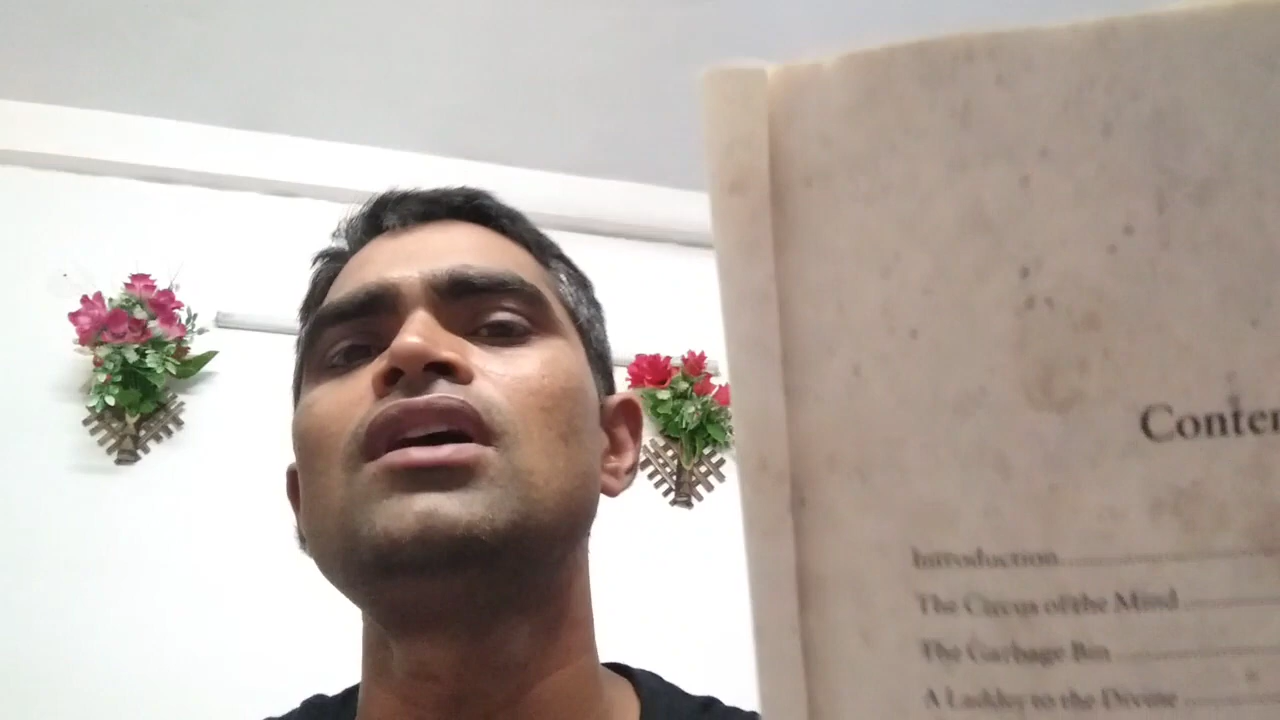 Conten
Introduction
The Circus of the Mind
The Garbage Bin
A Ladder to the Divine